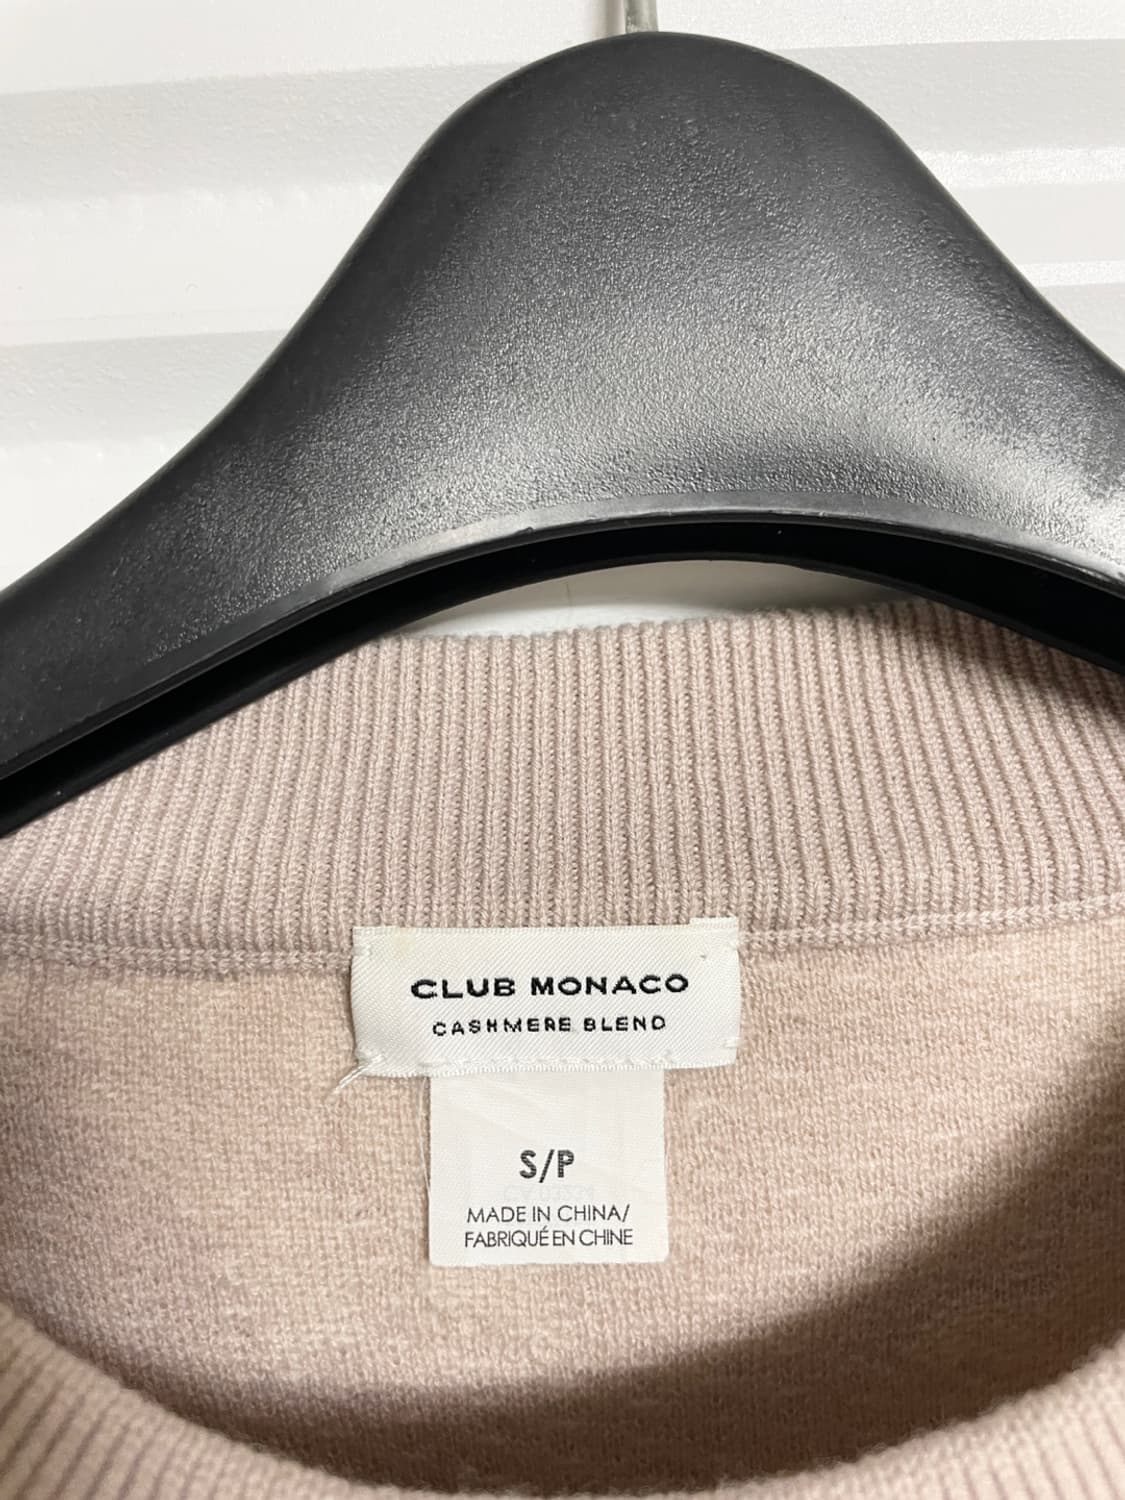 CLUB MONACO
CASHMERE BLEND
S/P
MADE IN CHINA/
FABRIQUÉ EN CHINE